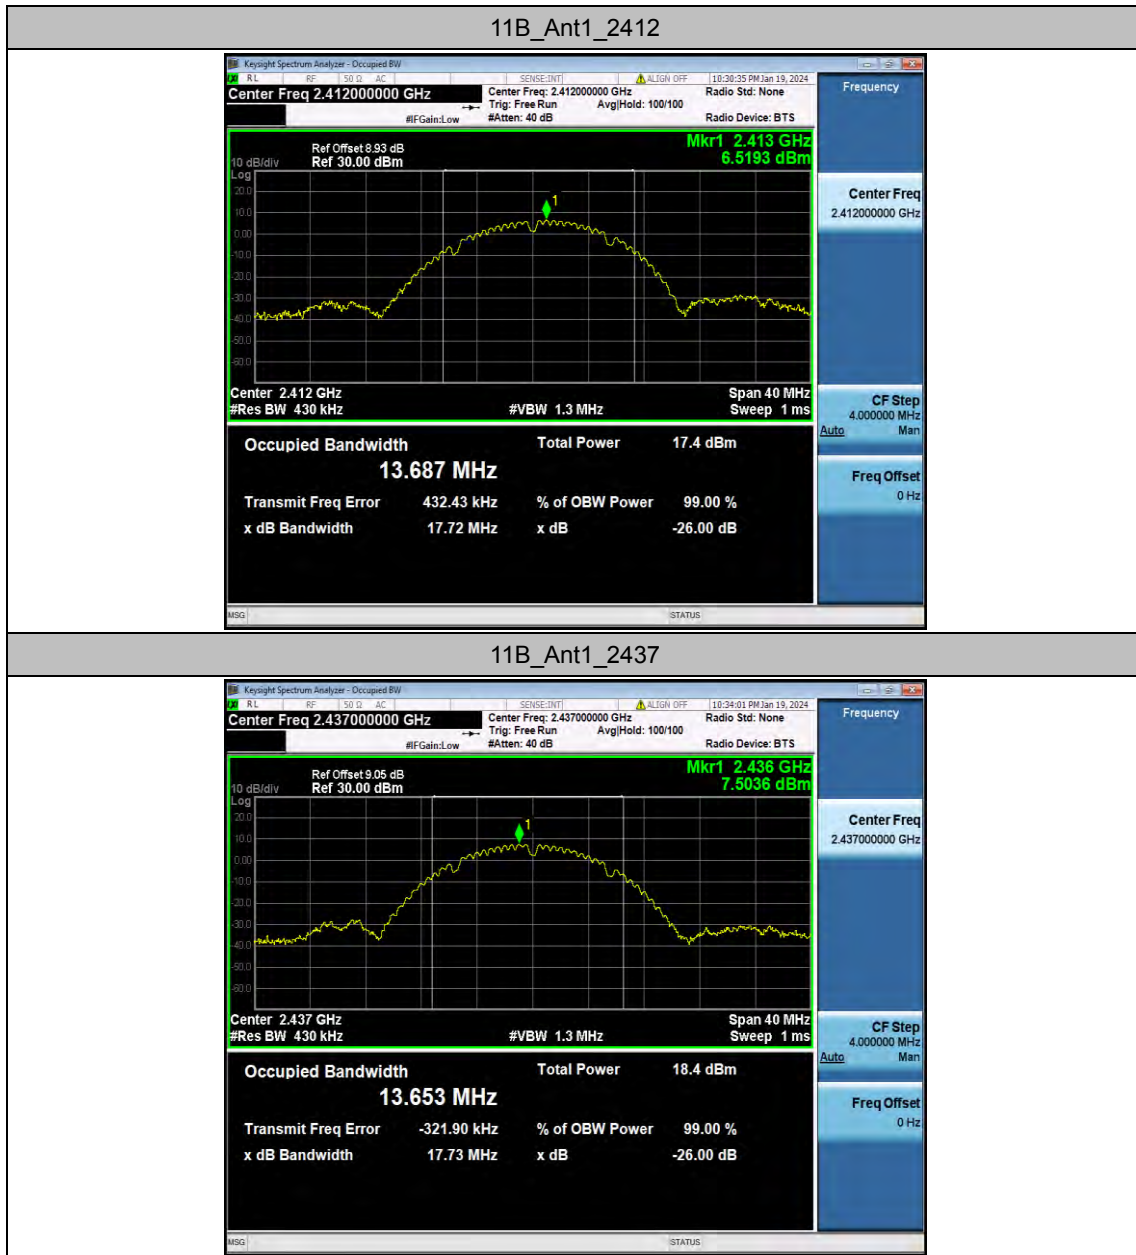 11B_Ant1_2412
Keysight Spectrum Analyzer - Occupied BW
RL RF 50 Ω AC SENSE:INT ALIGN OFF 10:30:35 PM Jan 19, 2024
Center Freq 2.412000000 GHz Center Freq: 2.412000000 GHz Radio Std: None Frequency
Trig: Free Run Avg|Hold: 100/100
#IFGain:Low #Atten: 40 dB Radio Device: BTS
Ref Offset 8.93 dB Mkr1 2.413 GHz
10 dB/div Ref 30.00 dBm 6.5193 dBm
Log
20.0
10.0
0.00
-10.0
-20.0
-30.0
-40.0
-50.0
-60.0
1
Center Freq
2.412000000 GHz
Center 2.412 GHz Span 40 MHz
#Res BW 430 kHz #VBW 1.3 MHz Sweep 1 ms
CF Step
4.000000 MHz
Auto Man
Occupied Bandwidth Total Power 17.4 dBm
13.687 MHz
Transmit Freq Error 432.43 kHz % of OBW Power 99.00 %
x dB Bandwidth 17.72 MHz x dB -26.00 dB
Freq Offset
0 Hz
MSG STATUS
11B_Ant1_2437
Keysight Spectrum Analyzer - Occupied BW
RL RF 50 Ω AC SENSE:INT ALIGN OFF 10:34:01 PM Jan 19, 2024
Center Freq 2.437000000 GHz Center Freq: 2.437000000 GHz Radio Std: None Frequency
Trig: Free Run Avg|Hold: 100/100
#IFGain:Low #Atten: 40 dB Radio Device: BTS
Ref Offset 9.05 dB Mkr1 2.436 GHz
10 dB/div Ref 30.00 dBm 7.5036 dBm
Log
20.0
10.0
0.00
-10.0
-20.0
-30.0
-40.0
-50.0
-60.0
1
Center Freq
2.437000000 GHz
Center 2.437 GHz Span 40 MHz
#Res BW 430 kHz #VBW 1.3 MHz Sweep 1 ms
CF Step
4.000000 MHz
Auto Man
Occupied Bandwidth Total Power 18.4 dBm
13.653 MHz
Transmit Freq Error -321.90 kHz % of OBW Power 99.00 %
x dB Bandwidth 17.73 MHz x dB -26.00 dB
Freq Offset
0 Hz
MSG STATUS